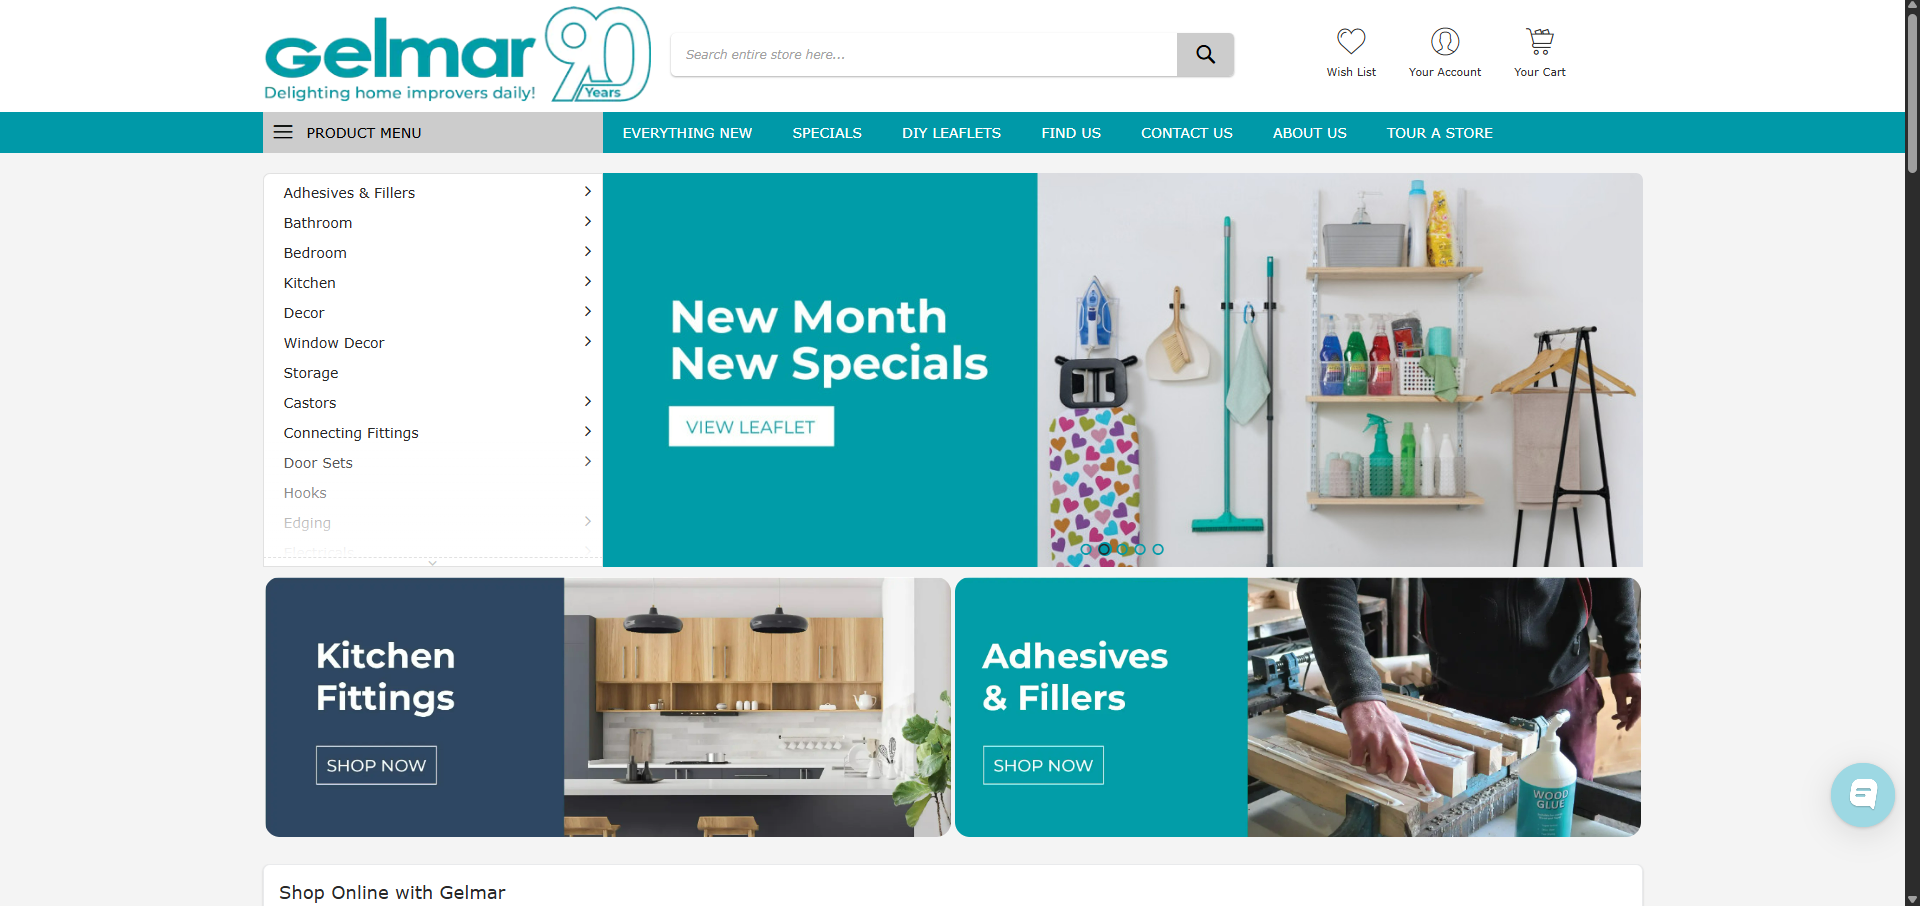 Gelmar
90
Years
Delighting home improvers daily!
Search entire store here...
Wish List
Your Account
Your Cart
PRODUCT MENU
EVERYTHING NEW
SPECIALS
DIY LEAFLETS
FIND US
CONTACT US
ABOUT US
TOUR A STORE
Adhesives & Fillers
Bathroom
Bedroom
Kitchen
Decor
Window Decor
Storage
Castors
Connecting Fittings
Door Sets
Hooks
Edging
Electricals
New Month
New Specials
VIEW LEAFLET
Kitchen
Fittings
SHOP NOW
Adhesives
& Fillers
SHOP NOW
WOOD
GLUE
Shop Online with Gelmar